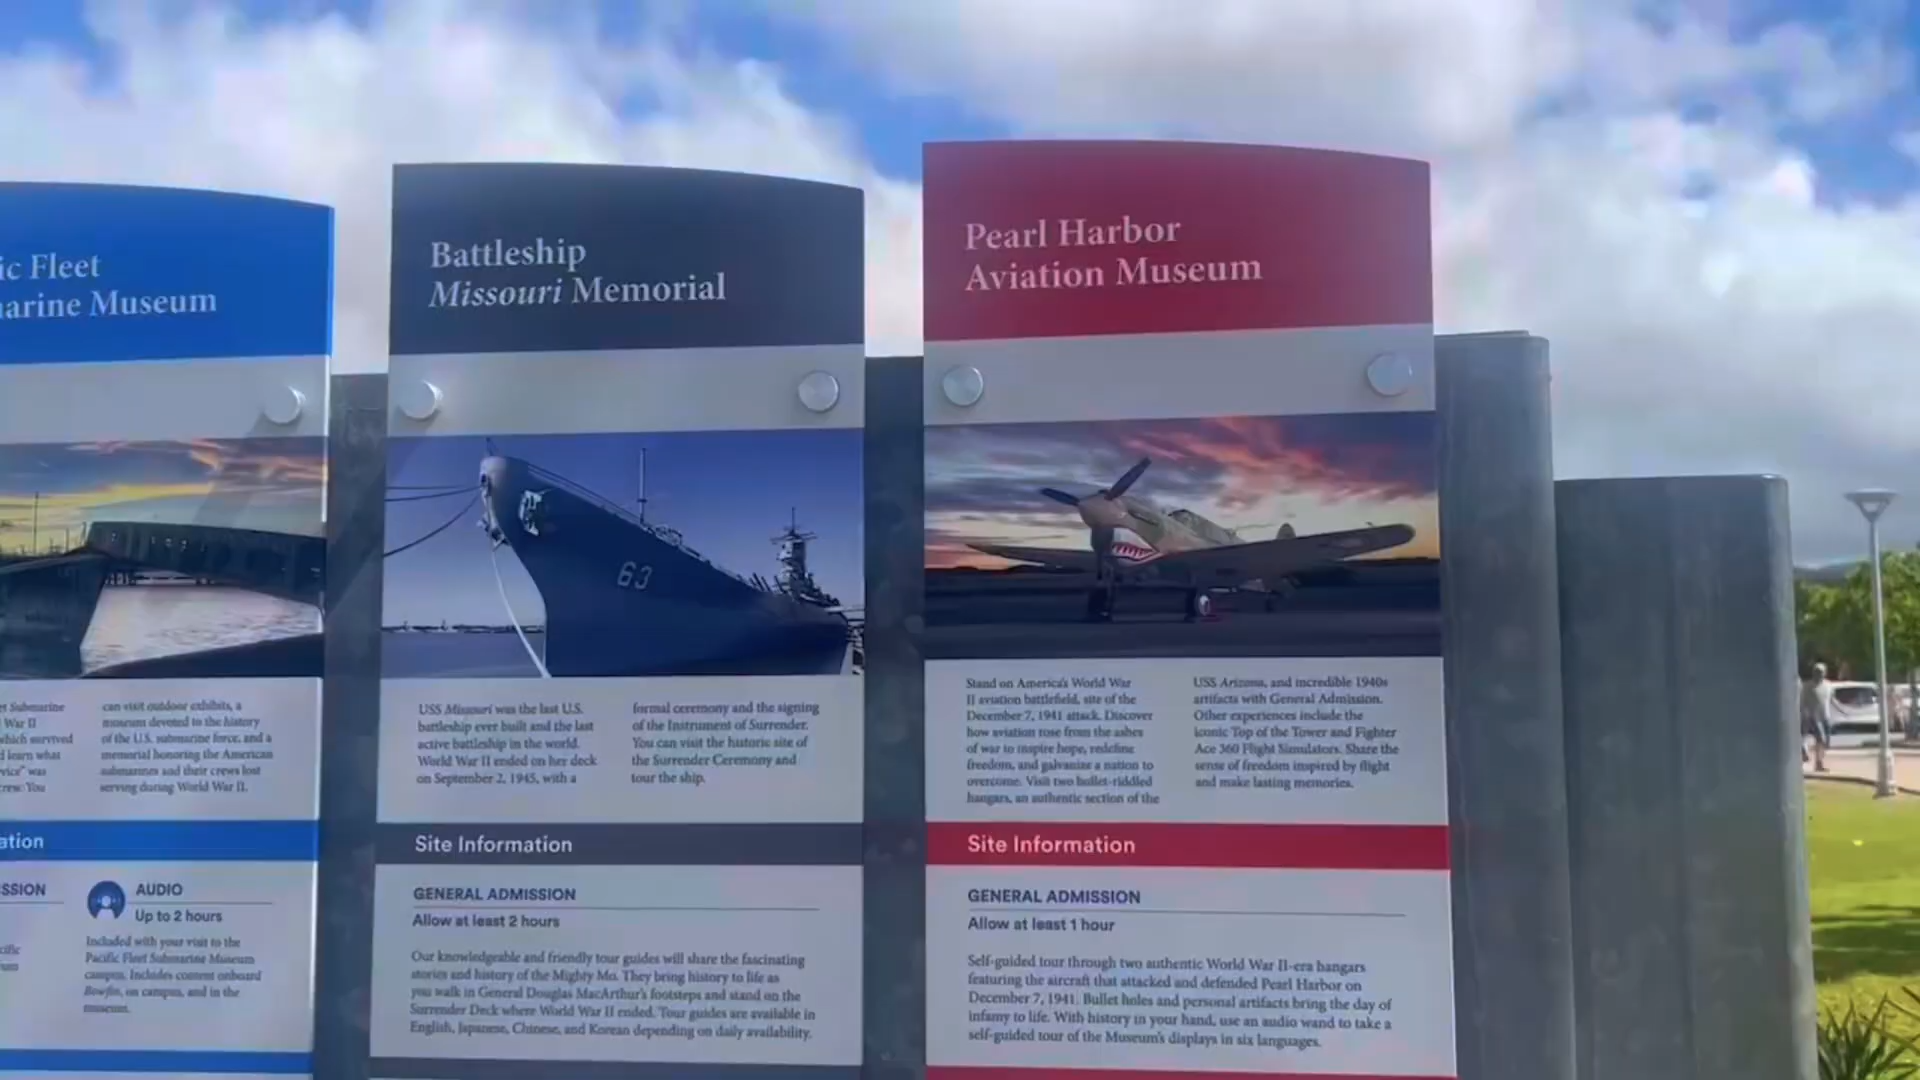 ic Fleet
arine Museum
et Submarine
War II
which survived
d learn what
vice" was
crew. You
can visit outdoor exhibits, a
museum devoted to the history
of the U.S. submarine force, and a
memorial honoring the American
submarines and their crews lost
serving during World War II.
ation
SSION
AUDIO
Up to 2 hours
Included with your visit to the
Pacific Fleet Submarine Museum
campus. Includes content onboard
Bowfin, on campus, and in the
museum.
Battleship
Missouri Memorial
63
USS Missouri was the last U.S.
battleship ever built and the last
active battleship in the world.
World War II ended on her deck
on September 2, 1945, with a
formal ceremony and the signing
of the Instrument of Surrender.
You can visit the historic site of
the Surrender Ceremony and
tour the ship.
Site Information
GENERAL ADMISSION
Allow at least 2 hours
Our knowledgeable and friendly tour guides will share the fascinating
stories and history of the Mighty Mo. They bring history to life as
you walk in General Douglas MacArthur's footsteps and stand on the
Surrender Deck where World War II ended. Tour guides are available in
English, Japanese, Chinese, and Korean depending on daily availability.
Pearl Harbor
Aviation Museum
Stand on America's World War
II aviation battlefield, site of the
December 7, 1941 attack. Discover
how aviation rose from the ashes
of war to inspire hope, redefine
freedom, and galvanize a nation to
overcome. Visit two bullet-riddled
hangars, an authentic section of the
USS Arizona, and incredible 1940s
artifacts with General Admission.
Other experiences include the
iconic Top of the Tower and Fighter
Ace 360 Flight Simulators. Share the
sense of freedom inspired by flight
and make lasting memories.
Site Information
GENERAL ADMISSION
Allow at least 1 hour
Self-guided tour through two authentic World War II-era hangars
featuring the aircraft that attacked and defended Pearl Harbor on
December 7, 1941. Bullet holes and personal artifacts bring the day of
infamy to life. With history in your hand, use an audio wand to take a
self-guided tour of the Museum's displays in six languages.